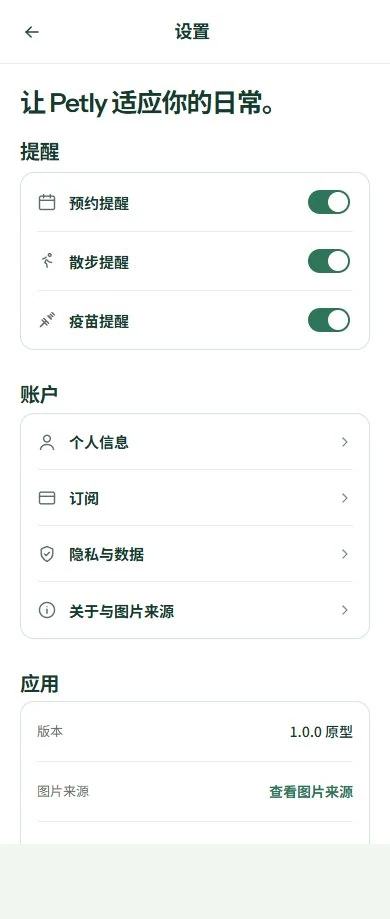 设置
让 Petly 适应你的日常。
提醒
预约提醒
散步提醒
疫苗提醒
账户
个人信息
订阅
隐私与数据
关于与图片来源
应用
版本 1.0.0 原型
图片来源 查看图片来源